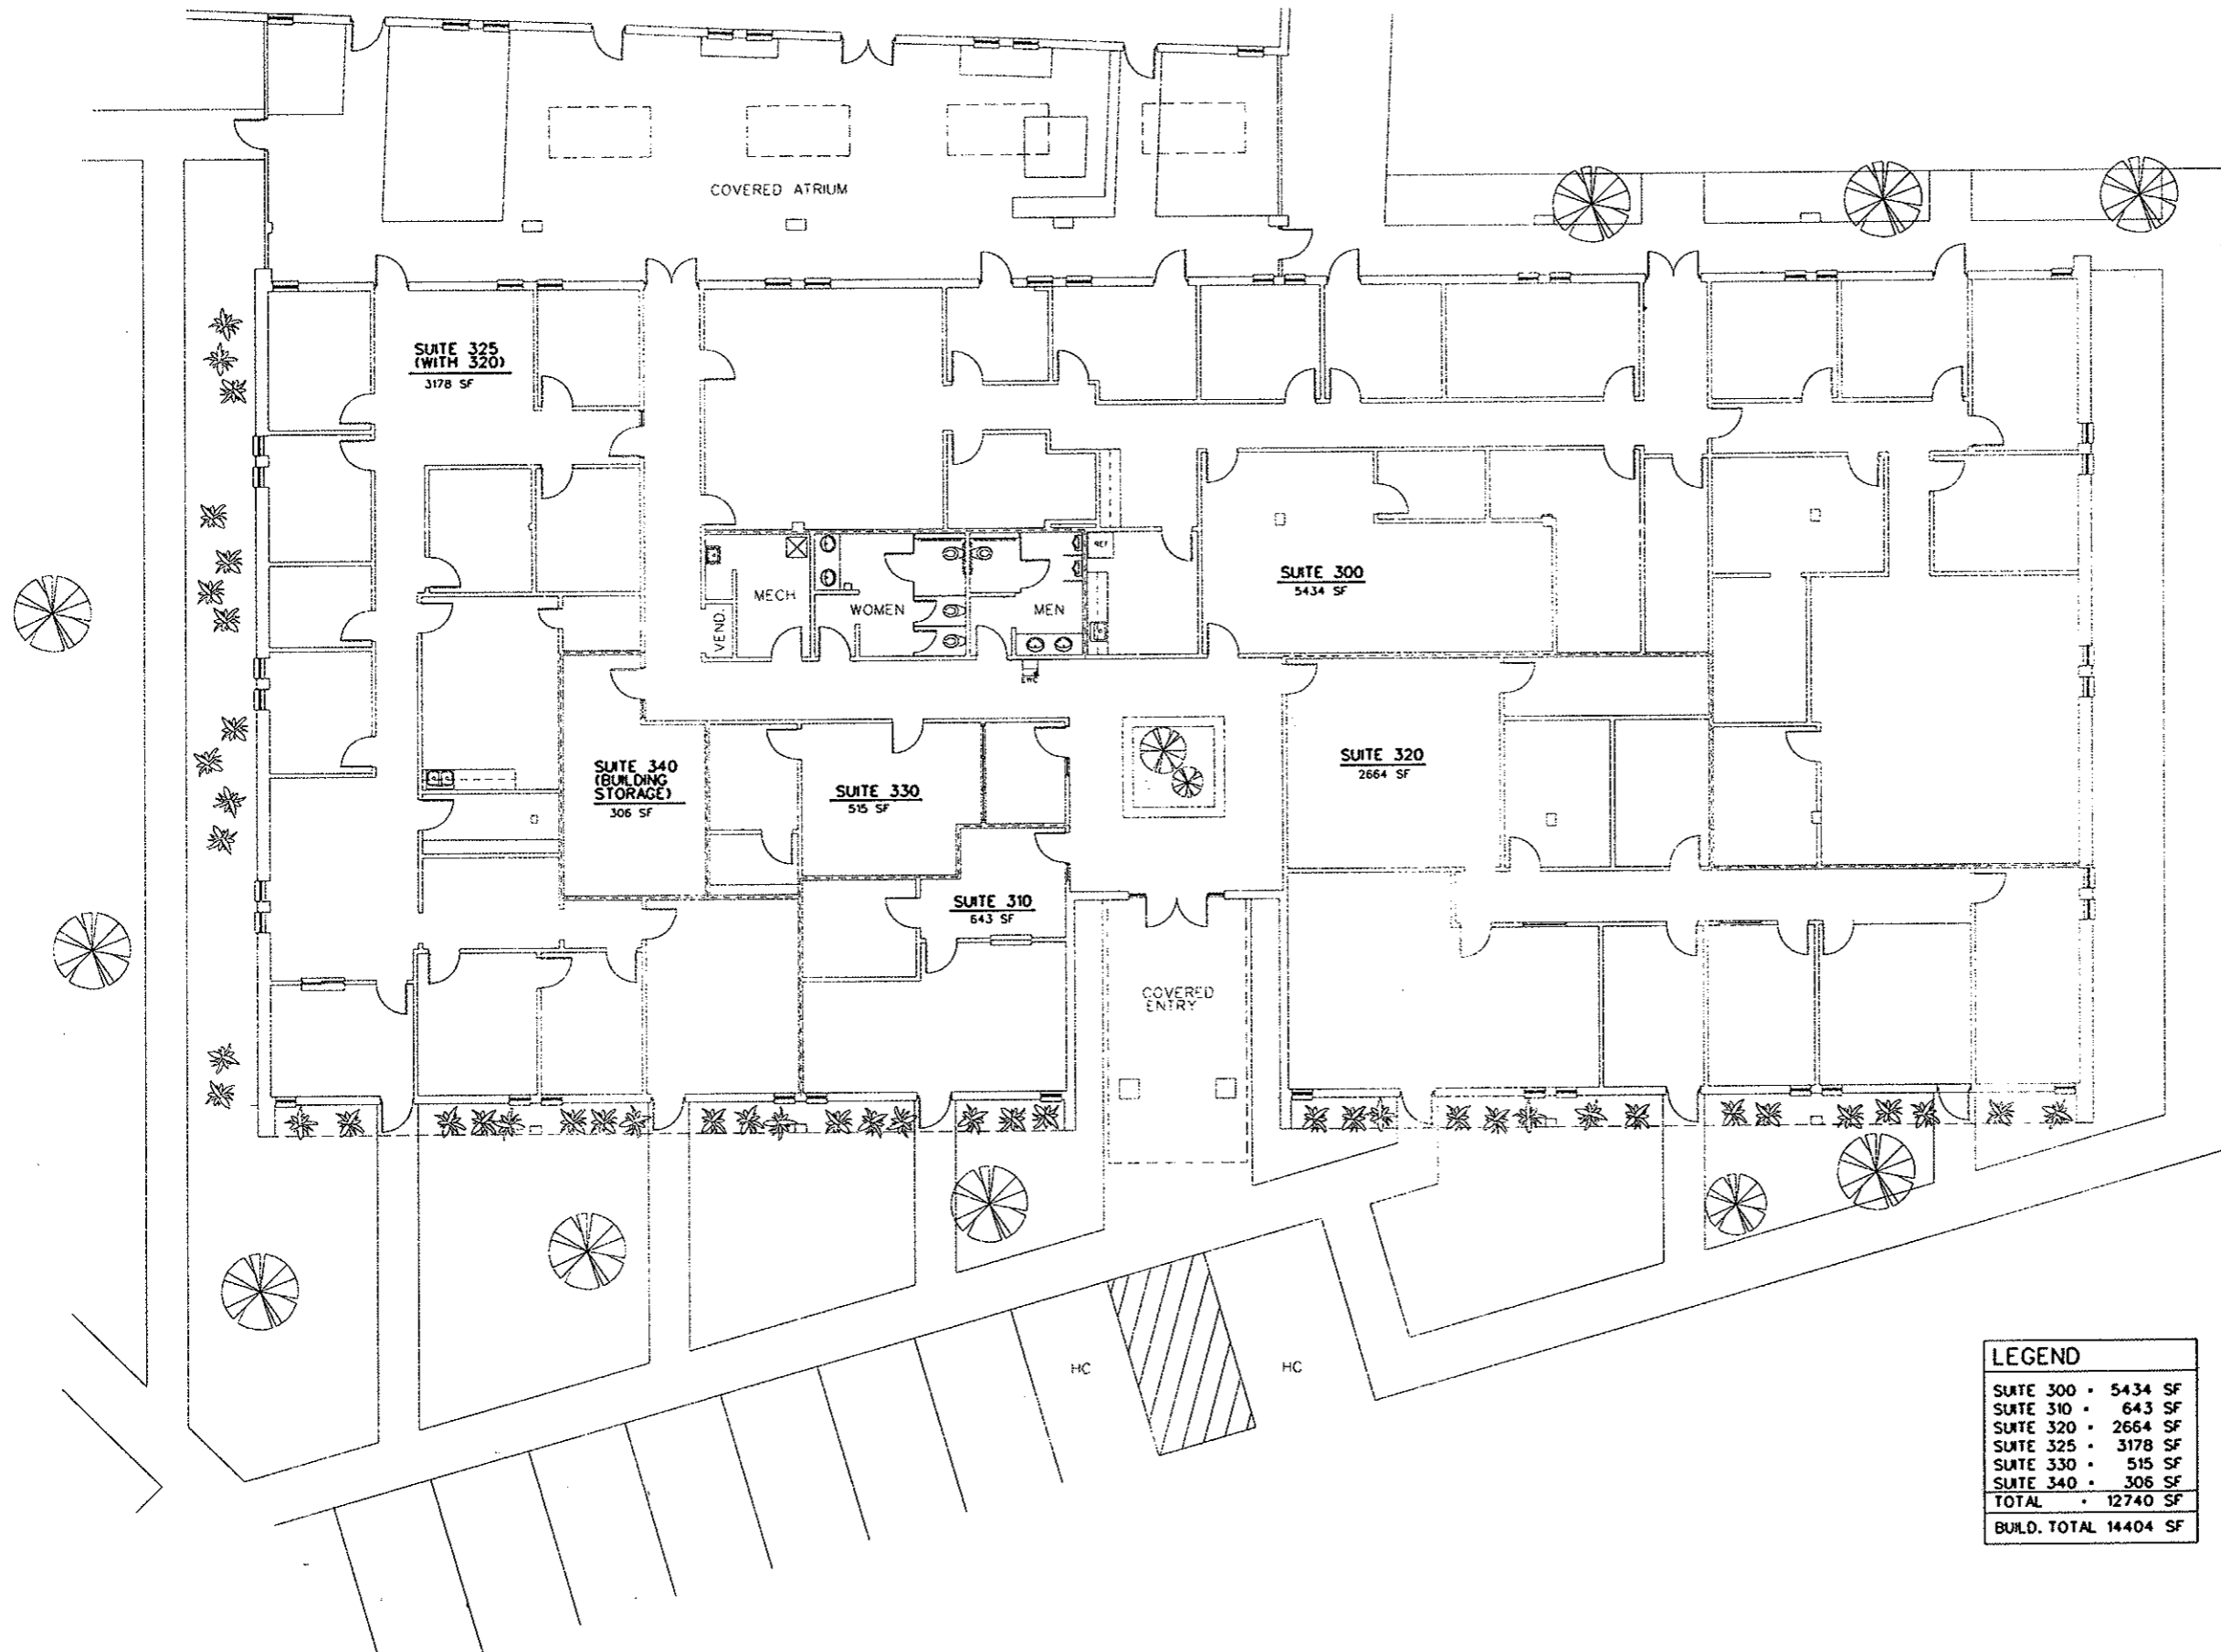 COVERED ATRIUM
SUITE 325
(WITH 320)
3178 SF
REF
MECH
WOMEN
MEN
VEND.
EWC
SUITE 300
5434 SF
SUITE 340
(BUILDING
STORAGE)
306 SF
SUITE 330
515 SF
SUITE 320
2664 SF
SUITE 310
643 SF
COVERED
ENTRY
HC
HC
LEGEND
SUITE 300 • 5434 SF
SUITE 310 • 643 SF
SUITE 320 • 2664 SF
SUITE 325 • 3178 SF
SUITE 330 • 515 SF
SUITE 340 • 306 SF
TOTAL • 12740 SF
BUILD. TOTAL 14404 SF